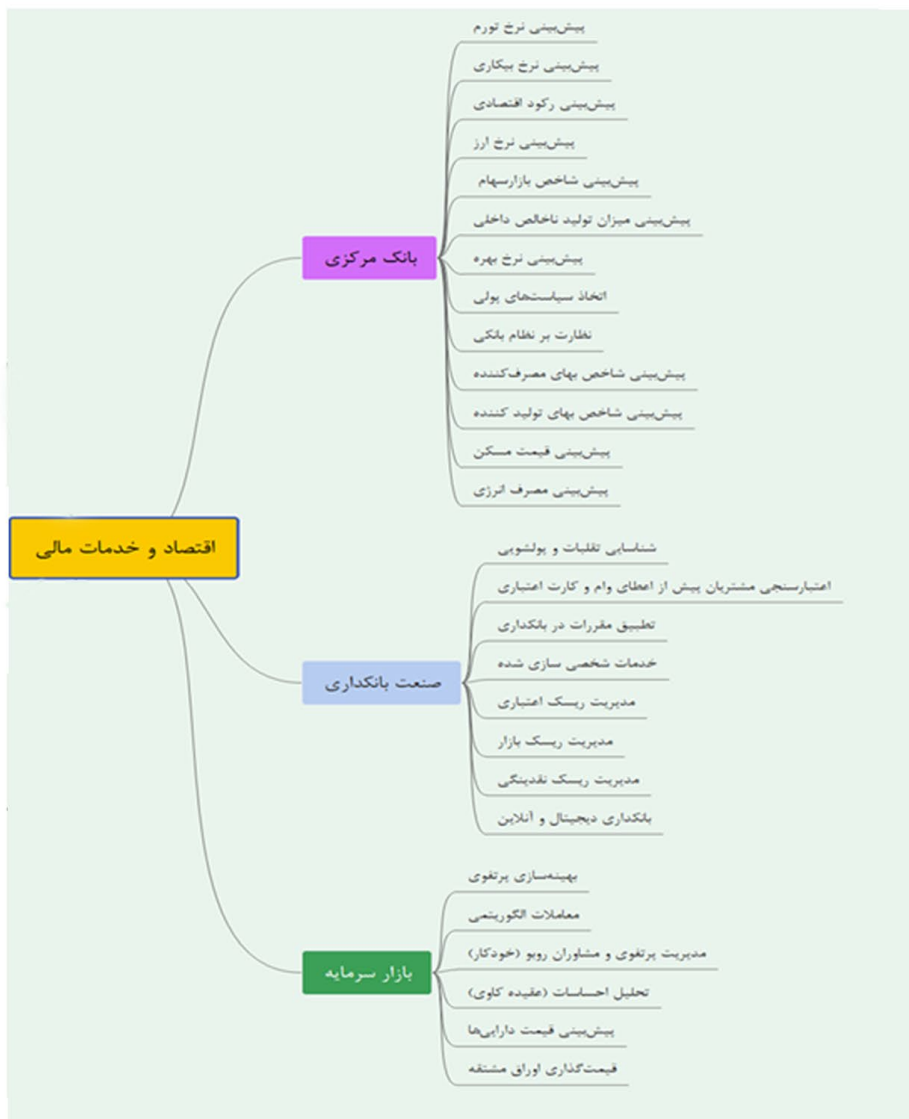 اقتصاد و خدمات مالی
بانک مرکزی
پیش‌بینی نرخ تورم
پیش‌بینی نرخ بیکاری
پیش‌بینی رکود اقتصادی
پیش‌بینی نرخ ارز
پیش‌بینی شاخص بازارسهام
پیش‌بینی میزان تولید ناخالص داخلی
پیش‌بینی نرخ بهره
اتخاذ سیاست‌های پولی
نظارت بر نظام بانکی
پیش‌بینی شاخص بهای مصرف‌کننده
پیش‌بینی شاخص بهای تولید کننده
پیش‌بینی قیمت مسکن
پیش‌بینی مصرف انرژی
صنعت بانکداری
شناسایی تقلبات و پولشویی
اعتبارسنجی مشتریان پیش از اعطای وام و کارت اعتباری
تطبیق مقررات در بانکداری
خدمات شخصی سازی شده
مدیریت ریسک اعتباری
مدیریت ریسک بازار
مدیریت ریسک نقدینگی
بانکداری دیجیتال و آنلاین
بازار سرمایه
بهینه‌سازی پرتفوی
معاملات الگوریتمی
مدیریت پرتفوی و مشاوران روبو (خودکار)
تحلیل احساسات (عقیده کاوی)
پیش‌بینی قیمت دارایی‌ها
قیمت‌گذاری اوراق مشتقه